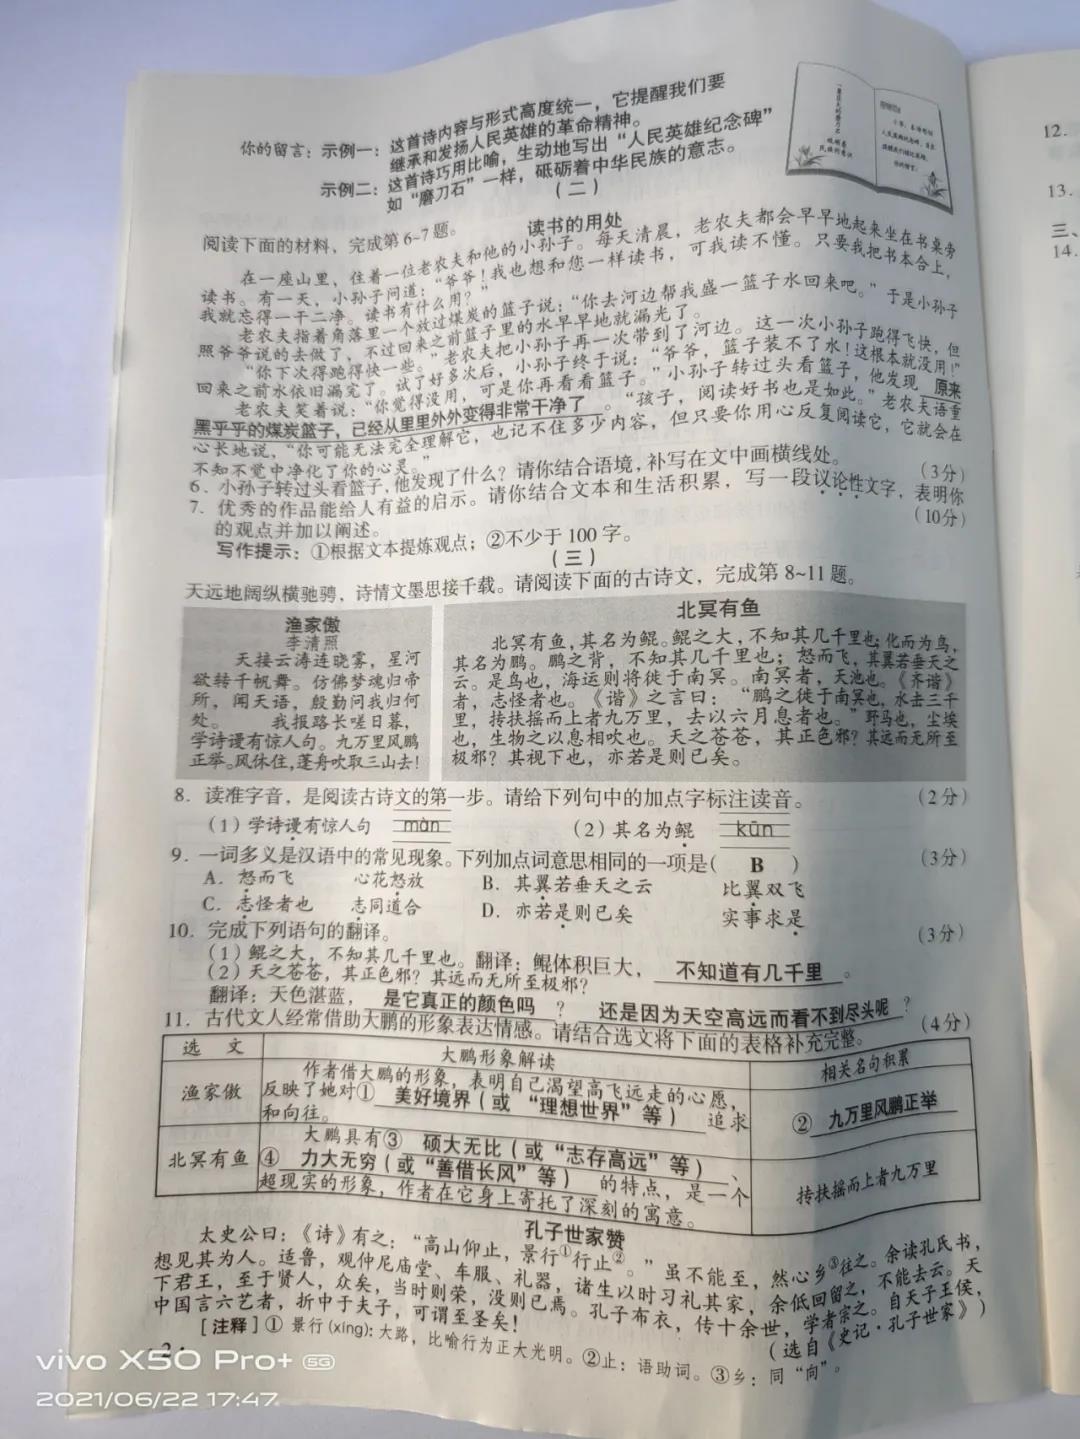 你的留言：示例一：这首诗内容与形式高度统一，它提醒我们要
继承和发扬人民英雄的革命精神。
示例二：这首诗巧用比喻，生动地写出“人民英雄纪念碑”
如“磨刀石”一样，砥砺着中华民族的意志。
（二）
阅读下面的材料，完成第6~7题。
读书的用处
在一座山里，住着一位老农夫和他的小孙子。每天清晨，老农夫都会早早地起来坐在书桌旁
读书。有一天，小孙子问道：“爷爷！我也想和您一样读书，可我读不懂。只要我把书本合上，
我就忘得一干二净。读书有什么用？”
老农夫指着角落里一个放过煤炭的篮子说：“你去河边帮我盛一篮子水回来吧。”于是小孙子
照爷爷说的去做了，不过回来之前篮子里的水早早地就漏光了。
“你下次得跑得快一些。”老农夫把小孙子再一次带到了河边。这一次小孙子跑得飞快，但
回来之前水依旧漏完了。试了好多次后，小孙子终于说：“爷爷，篮子装不了水！这根本就没用！”
老农夫笑着说：“你觉得没用，可是你再看看篮子。”小孙子转过头看篮子，他发现 原来
黑乎乎的煤炭篮子，已经从里里外外变得非常干净了 。“孩子，阅读好书也是如此。”老农夫语重
心长地说，“你可能无法完全理解它，也记不住多少内容，但只要你用心反复阅读它，它就会在
不知不觉中净化了你的心灵。”
6．小孙子转过头看篮子，他发现了什么？请你结合语境，补写在文中画横线处。（3分）
7．优秀的作品能给人有益的启示。请你结合文本和生活积累，写一段议论性文字，表明你
的观点并加以阐述。（10分）
写作提示：①根据文本提炼观点；②不少于100字。
（三）
天远地阔纵横驰骋，诗情文墨思接千载。请阅读下面的古诗文，完成第8~11题。
渔家傲
李清照
天接云涛连晓雾，星河
欲转千帆舞。仿佛梦魂归帝
所，闻天语，殷勤问我归何
处。 我报路长嗟日暮，
学诗谩有惊人句。九万里风鹏
正举。风休住，蓬舟吹取三山去！
北冥有鱼
北冥有鱼，其名为鲲。鲲之大，不知其几千里也；化而为鸟，
其名为鹏。鹏之背，不知其几千里也；怒而飞，其翼若垂天之
云。是鸟也，海运则将徙于南冥。南冥者，天池也。《齐谐》
者，志怪者也。《谐》之言曰：“鹏之徙于南冥也，水击三千
里，抟扶摇而上者九万里，去以六月息者也。”野马也，尘埃
也，生物之以息相吹也。天之苍苍，其正色邪？其远而无所至
极邪？其视下也，亦若是则已矣。
8．读准字音，是阅读古诗文的第一步。请给下列句中的加点字标注读音。（2分）
（1）学诗谩有惊人句 màn （2）其名为鲲 kūn
9．一词多义是汉语中的常见现象。下列加点词意思相同的一项是（ B ）（3分）
A．怒而飞 心花怒放 B．其翼若垂天之云 比翼双飞
C．志怪者也 志同道合 D．亦若是则已矣 实事求是
10．完成下列语句的翻译。（3分）
（1）鲲之大，不知其几千里也。翻译：鲲体积巨大， 不知道有几千里 。
（2）天之苍苍，其正色邪？其远而无所至极邪？
翻译：天色湛蓝， 是它真正的颜色吗 ？ 还是因为天空高远而看不到尽头呢 ？
11．古代文人经常借助大鹏的形象表达情感。请结合选文将下面的表格补充完整。（4分）
选 文 大鹏形象解读 相关名句积累
渔家傲 作者借大鹏的形象，表明自己渴望高飞远走的心愿，
反映了她对① 美好境界（或“理想世界”等） 追求
和向往。 ② 九万里风鹏正举
北冥有鱼 大鹏具有③ 硕大无比（或“志存高远”等） 、
④ 力大无穷（或“善借长风”等） 的特点，是一个
超现实的形象，作者在它身上寄托了深刻的寓意。 抟扶摇而上者九万里
孔子世家赞
太史公曰：《诗》有之：“高山仰止，景行①行止②。”虽不能至，然心乡③往之。余读孔氏书，
想见其为人。适鲁，观仲尼庙堂、车服、礼器，诸生以时习礼其家，余低回留之，不能去云。天
下君王，至于贤人，众矣，当时则荣，没则已焉。孔子布衣，传十余世，学者宗之。自天子王侯，
中国言六艺者，折中于夫子，可谓至圣矣！（选自《史记·孔子世家》）
［注释］①景行(xíng)：大路，比喻行为正大光明。②止：语助词。③乡：同“向”。
· 2 ·
vivo X50 Pro+ 5G
2021/06/22 17:47
12．
13．
三、
14．